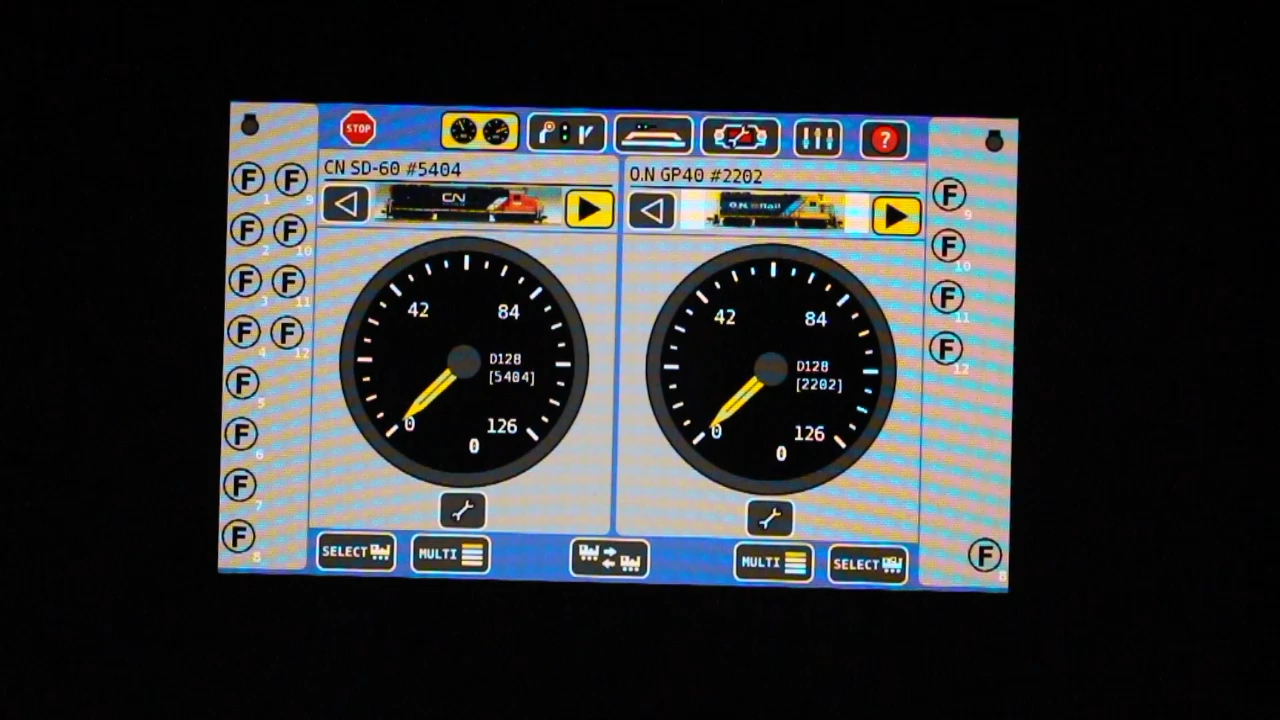 STOP
?
CN SD-60 #5404
O.N GP40 #2202
CN
O.N. Rail
F 1 F 9
F 2 F 10
F 3 F 11
F 4 F 12
F 5
F 6
F 7
F 8
42 84
D128
[5404]
0 126
0
42 84
D128
[2202]
0 126
0
F 9
F 10
F 11
F 12
F 8
SELECT MULTI
MULTI SELECT